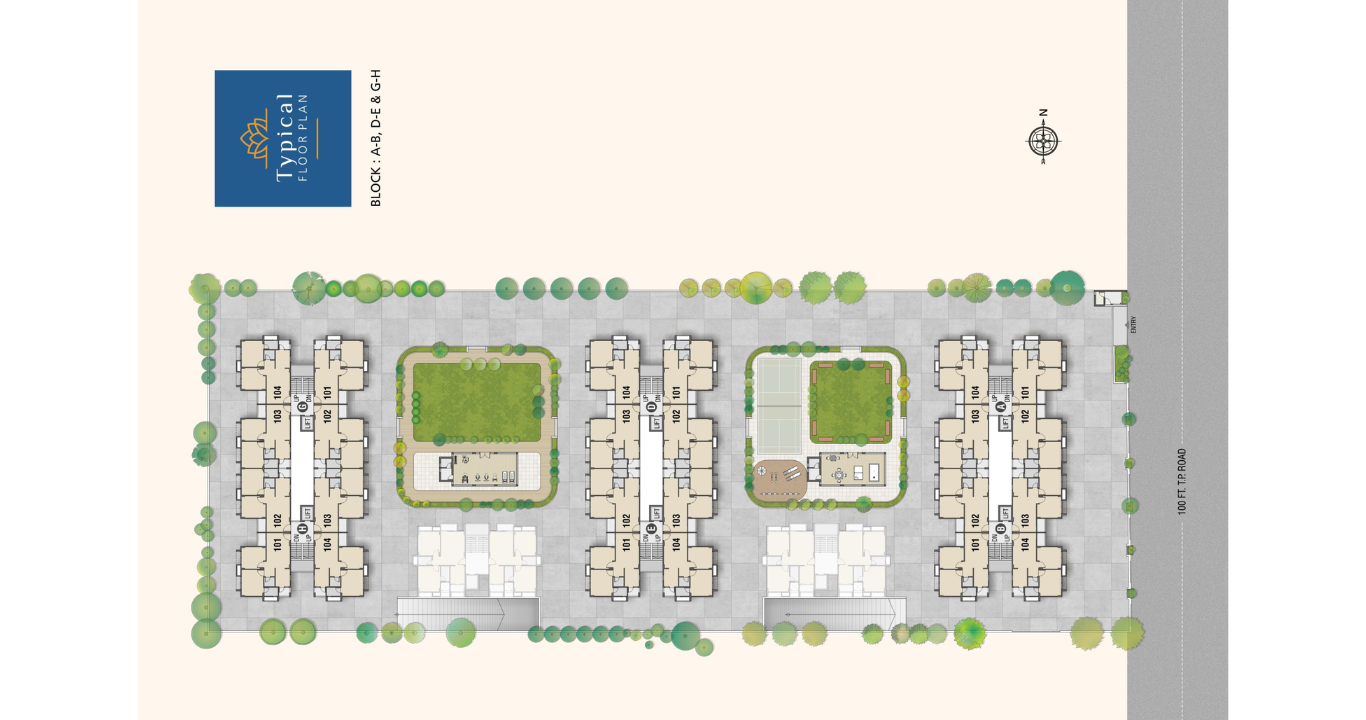 Typical
FLOOR PLAN
BLOCK : A-B, D-E & G-H
N
ENTRY
100 FT. T.P. ROAD
104
101
UP
DN
G
103
102
LIFT
LIFT
102
103
H
DN
UP
101
104
104
101
UP
DN
D
103
102
LIFT
LIFT
102
103
E
DN
UP
101
104
104
101
UP
DN
A
103
102
LIFT
LIFT
102
103
B
DN
UP
101
104